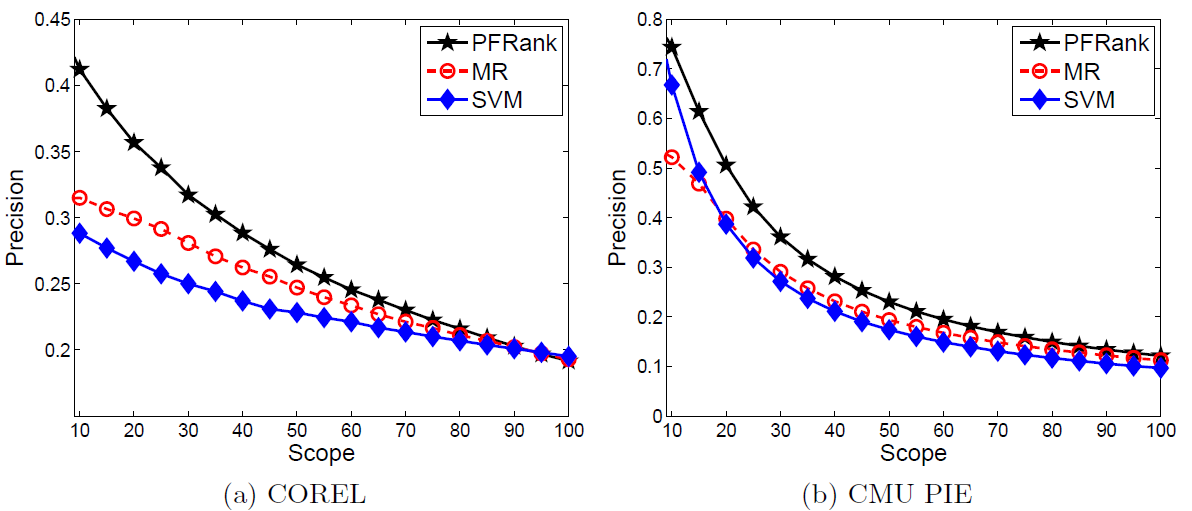 0.45
0.4
0.35
0.3
0.25
0.2
Precision
10 20 30 40 50 60 70 80 90 100
Scope
PFRank
MR
SVM
(a) COREL
0.8
0.7
0.6
0.5
0.4
0.3
0.2
0.1
0
Precision
10 20 30 40 50 60 70 80 90 100
Scope
PFRank
MR
SVM
(b) CMU PIE